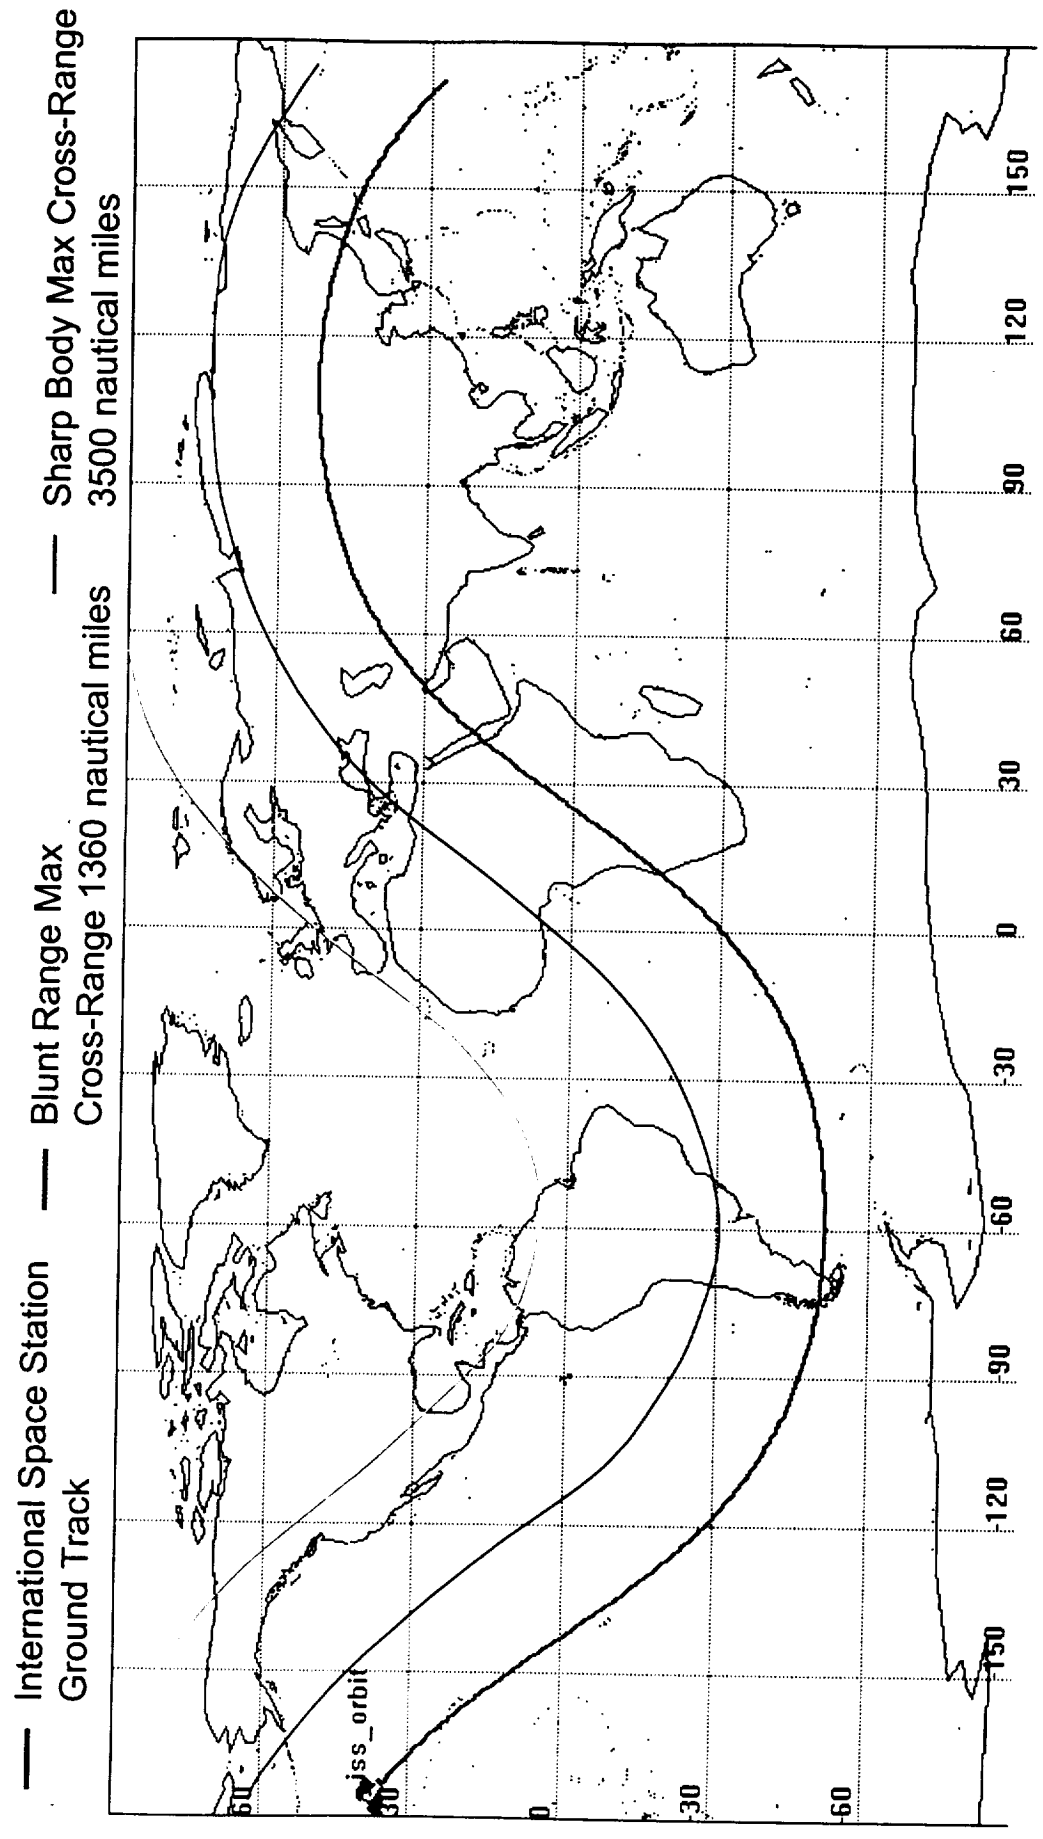 International Space Station
Ground Track
Blunt Range Max
Cross-Range 1360 nautical miles
Sharp Body Max Cross-Range
3500 nautical miles
iss_orbit
60
30
0
-30
-60
-150
-120
-90
-60
-30
0
30
60
90
120
150